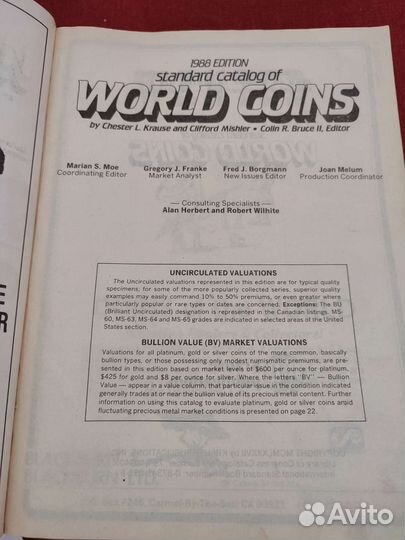 1988 EDITION
standard catalog of
WORLD COINS
by Chester L. Krause and Clifford Mishler • Colin R. Bruce II, Editor
Marian S. Moe
Coordinating Editor
Gregory J. Franke
Market Analyst
Fred J. Borgmann
New Issues Editor
Joan Melum
Production Coordinator
— Consulting Specialists —
Alan Herbert and Robert Wilhite
UNCIRCULATED VALUATIONS
The Uncirculated valuations represented in this edition are for typical quality
specimens; for some of the more popularly collected series, superior quality
examples may easily command 10% to 50% premiums, or even greater where
particularly popular or rare types or dates are concerned. Exceptions: The BU
(Brilliant Uncirculated) designation is represented in the Canadian listings. MS-
60, MS-63, MS-64 and MS-65 grades are indicated in selected areas of the United
States section.
BULLION VALUE (BV) MARKET VALUATIONS
Valuations for all platinum, gold or silver coins of the more common, basically
bullion types, or those possessing only modest numismatic premiums, are pre-
sented in this edition based on market levels of $600 per ounce for platinum,
$425 for gold and $8 per ounce for silver. Where the letters "BV" — Bullion
Value — appear in a value column, that particular issue in the condition indicated
generally trades at or near the bullion value of its precious metal content. Further
information on using this catalog to evaluate platinum, gold or silver coins amid
fluctuating precious metal market conditions is presented on page 22.
E
R
Avito